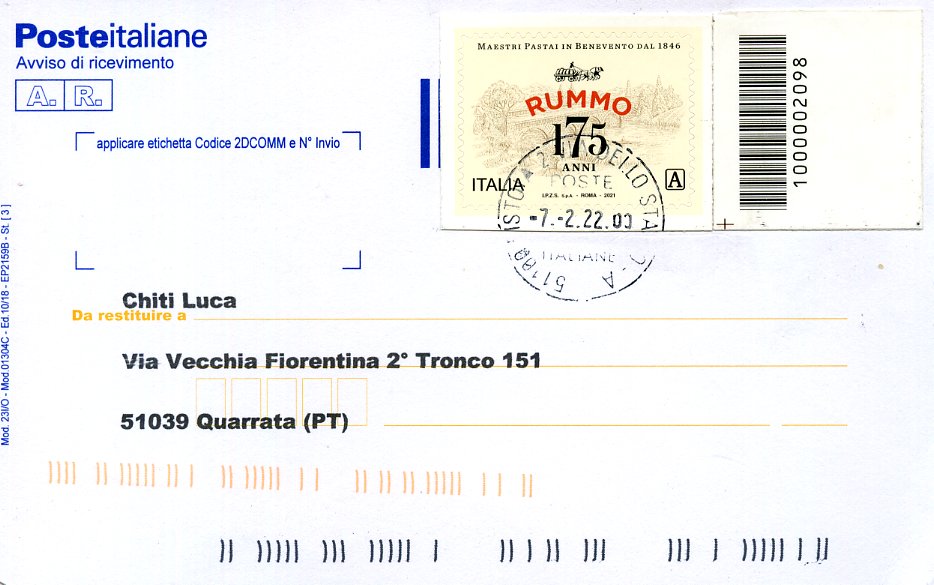 Posteitaliane
Avviso di ricevimento
A. R.
applicare etichetta Codice 2DCOMM e N° Invio
MAESTRI PASTAI IN BENEVENTO DAL 1846
RUMMO
175
ANNI
ITALIA
A
I.P.Z.S. S.p.A. - ROMA - 2021
1000002098
POSTE
-7.-2.22.00
ITALIANE
Mod. 23I/O - Mod.01304C - Ed.10/18 - EP2159B - St. [ 3 ]
Chiti Luca
Da restituire a
Via Vecchia Fiorentina 2° Tronco 151
51039 Quarrata (PT)